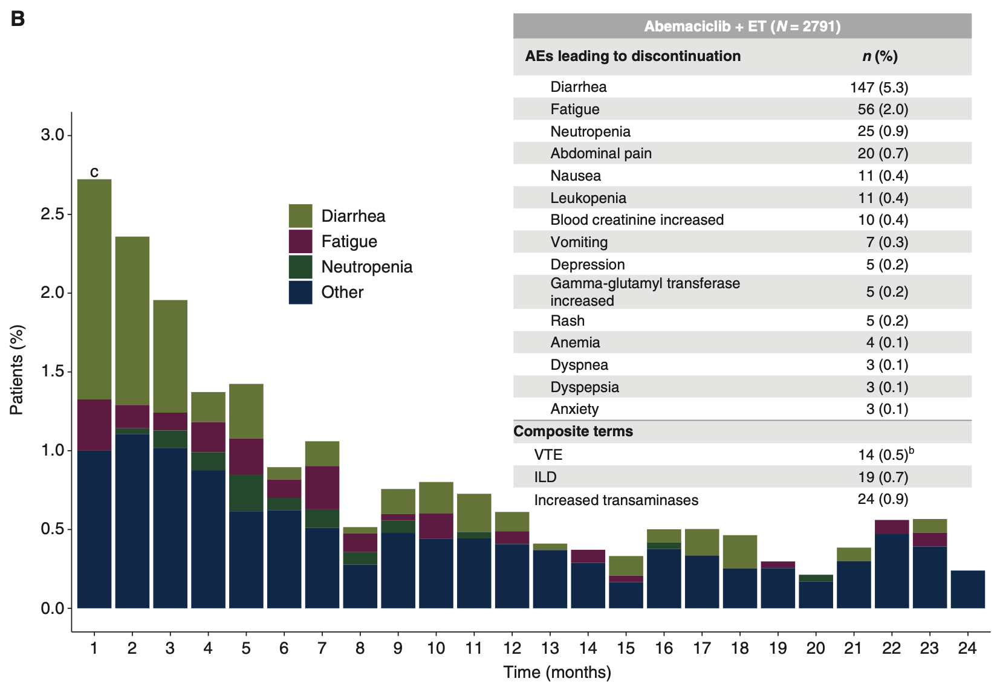 B
Abemaciclib + ET (N = 2791)
AEs leading to discontinuation n (%)
Diarrhea 147 (5.3)
Fatigue 56 (2.0)
Neutropenia 25 (0.9)
Abdominal pain 20 (0.7)
Nausea 11 (0.4)
Leukopenia 11 (0.4)
Blood creatinine increased 10 (0.4)
Vomiting 7 (0.3)
Depression 5 (0.2)
Gamma-glutamyl transferase
increased 5 (0.2)
Rash 5 (0.2)
Anemia 4 (0.1)
Dyspnea 3 (0.1)
Dyspepsia 3 (0.1)
Anxiety 3 (0.1)
Composite terms
VTE 14 (0.5)b
ILD 19 (0.7)
Increased transaminases 24 (0.9)
Patients (%)
3.0
2.5
2.0
1.5
1.0
0.5
0.0
c
Diarrhea
Fatigue
Neutropenia
Other
1 2 3 4 5 6 7 8 9 10 11 12 13 14 15 16 17 18 19 20 21 22 23 24
Time (months)